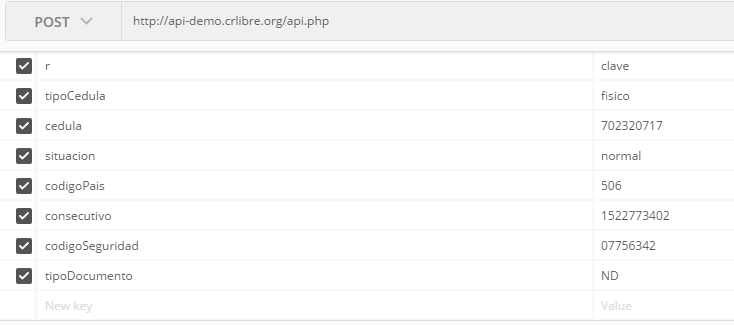 POST http://api-demo.crlibre.org/api.php
r clave
tipoCedula fisico
cedula 702320717
situacion normal
codigoPais 506
consecutivo 1522773402
codigoSeguridad 07756342
tipoDocumento ND
New key Value